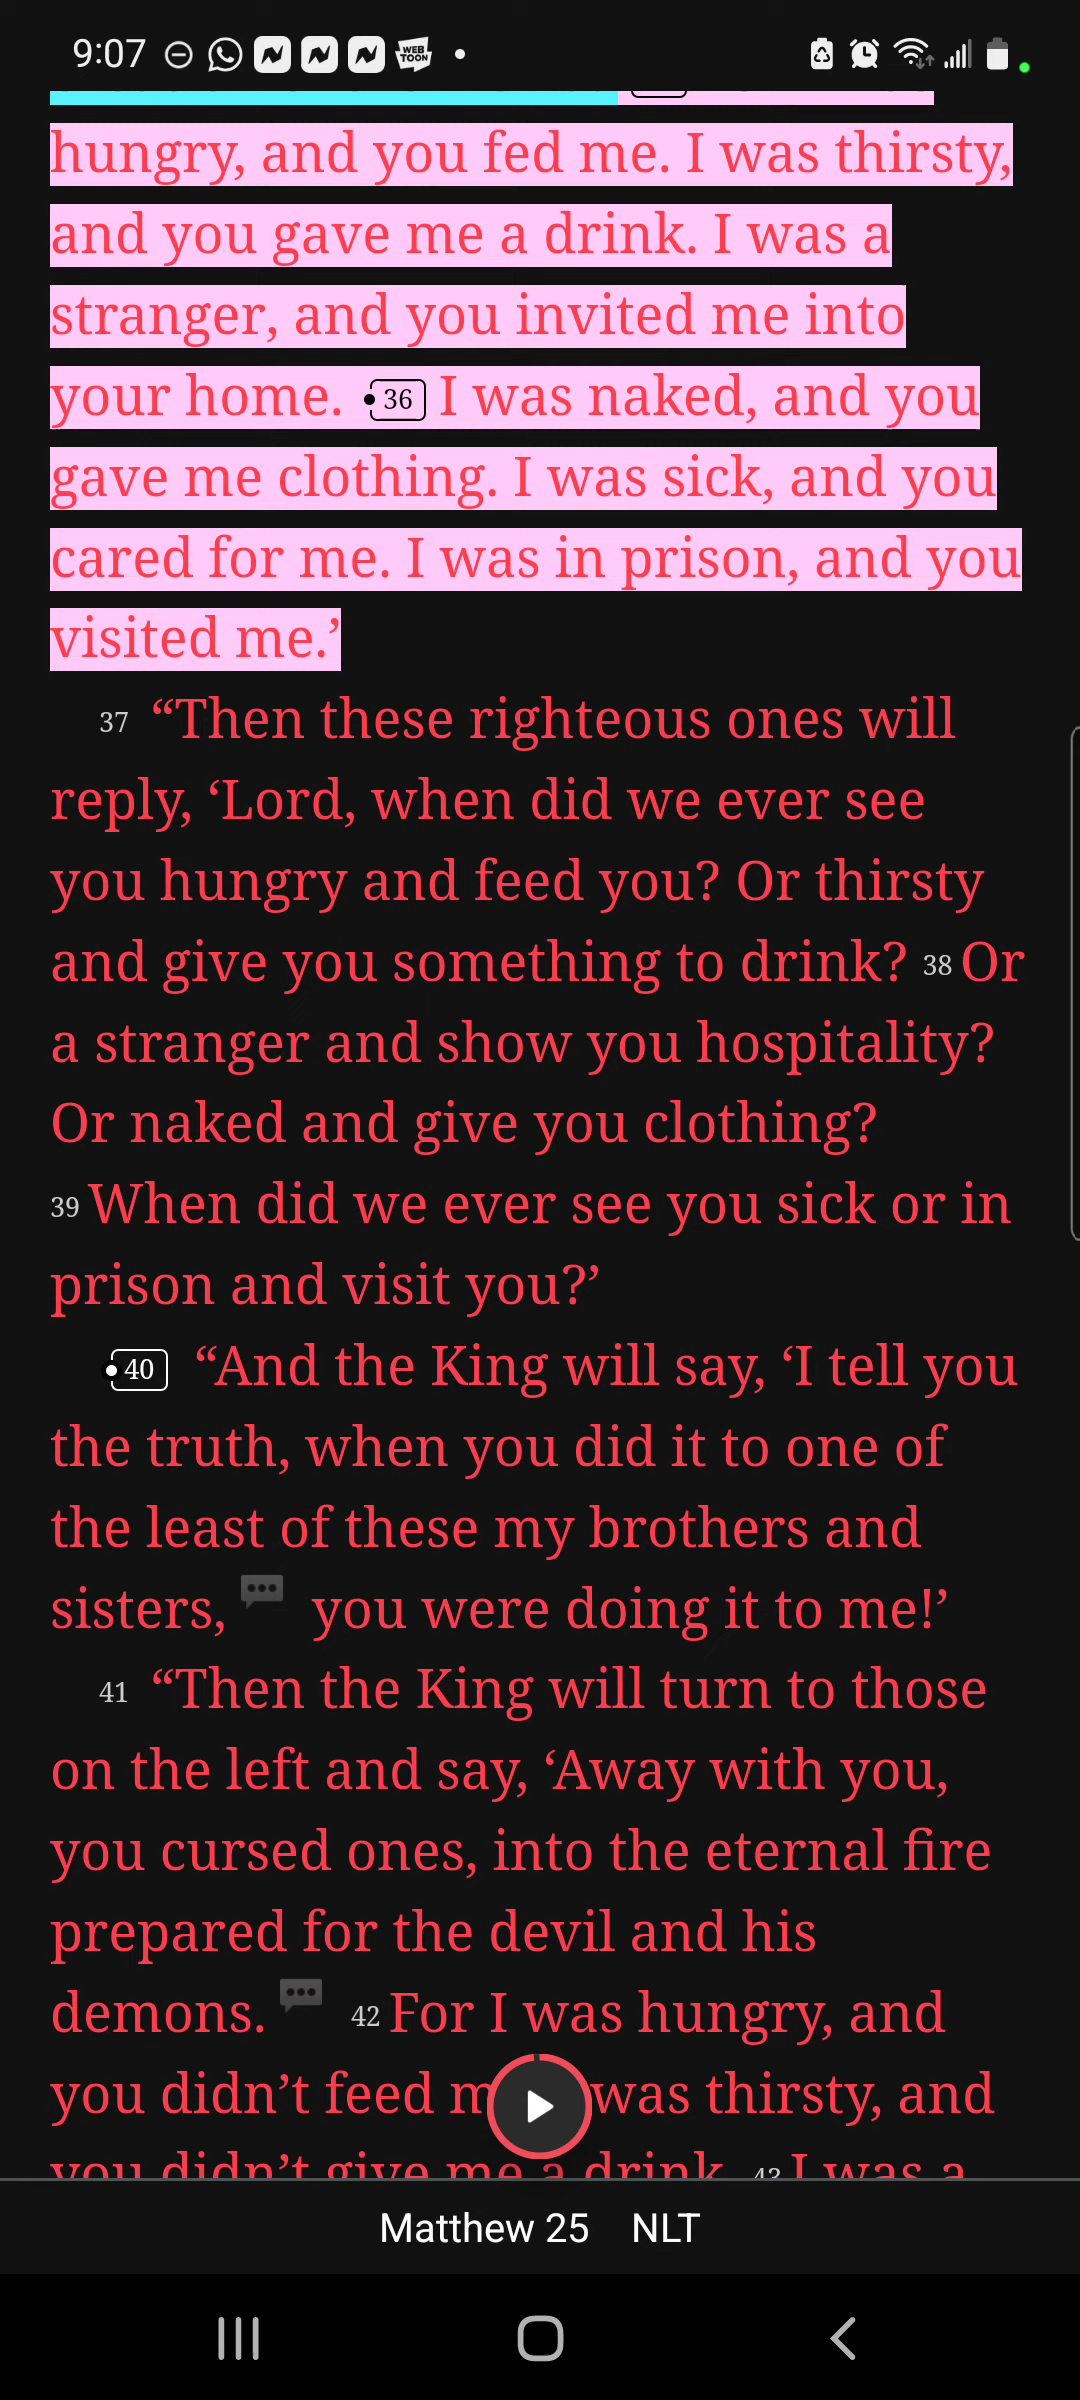 9:07 WEB TOON
hungry, and you fed me. I was thirsty,
and you gave me a drink. I was a
stranger, and you invited me into
your home. 36 I was naked, and you
gave me clothing. I was sick, and you
cared for me. I was in prison, and you
visited me.’
37 “Then these righteous ones will
reply, ‘Lord, when did we ever see
you hungry and feed you? Or thirsty
and give you something to drink? 38 Or
a stranger and show you hospitality?
Or naked and give you clothing?
39 When did we ever see you sick or in
prison and visit you?’
40 “And the King will say, ‘I tell you
the truth, when you did it to one of
the least of these my brothers and
sisters, you were doing it to me!’
41 “Then the King will turn to those
on the left and say, ‘Away with you,
you cursed ones, into the eternal fire
prepared for the devil and his
demons. 42 For I was hungry, and
you didn’t feed m was thirsty, and
you didn’t give me a drink. 43 I was a
Matthew 25 NLT